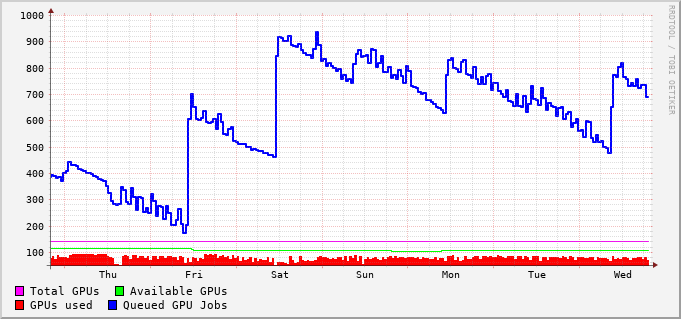 1000
900
800
700
600
500
400
300
200
100
Thu Fri Sat Sun Mon Tue Wed
Total GPUs Available GPUs
GPUs used Queued GPU Jobs
RRDTOOL / TOBI OETIKER